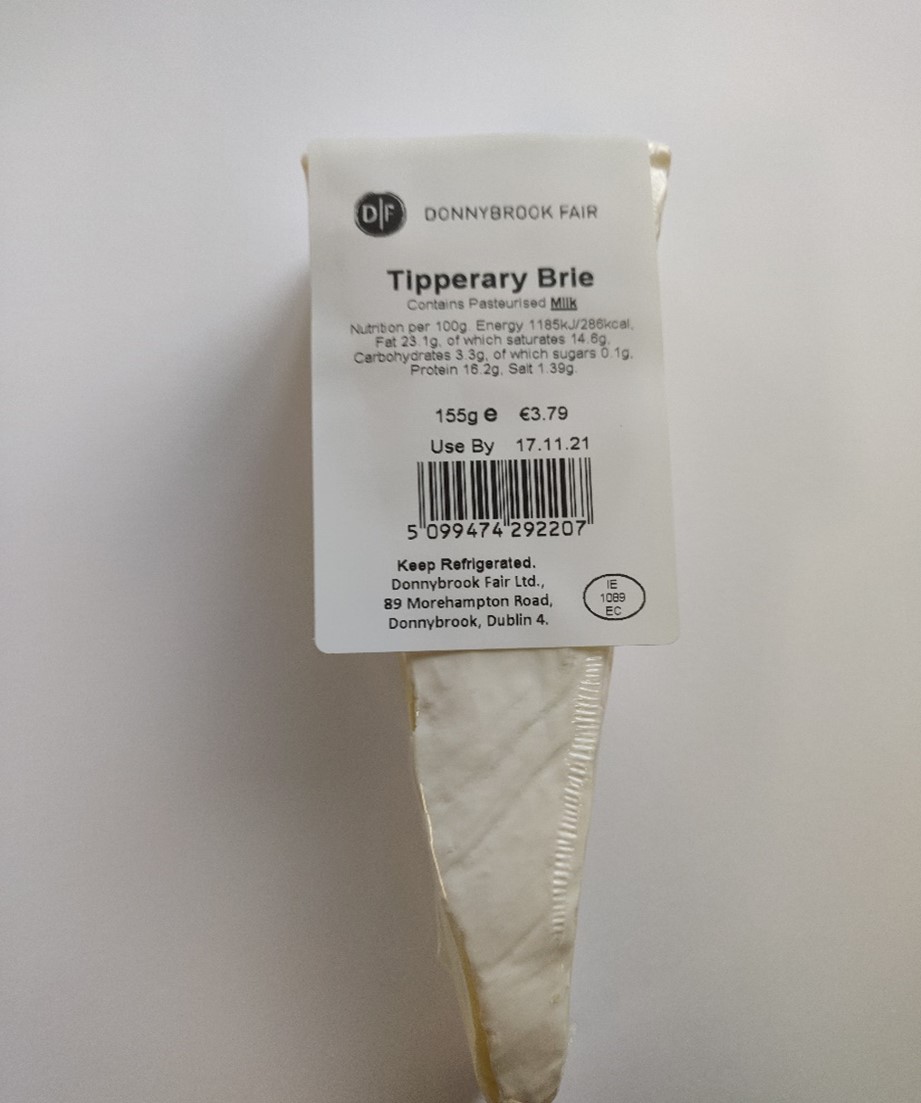 D|F DONNYBROOK FAIR
Tipperary Brie
Contains Pasteurised Milk
Nutrition per 100g. Energy 1185kJ/286kcal,
Fat 23.1g, of which saturates 14.6g,
Carbohydrates 3.3g, of which sugars 0.1g,
Protein 16.2g, Salt 1.39g.
155g e €3.79
Use By 17.11.21
5 099474 292207
Keep Refrigerated.
Donnybrook Fair Ltd.,
89 Morehampton Road,
Donnybrook, Dublin 4.
IE
1089
EC